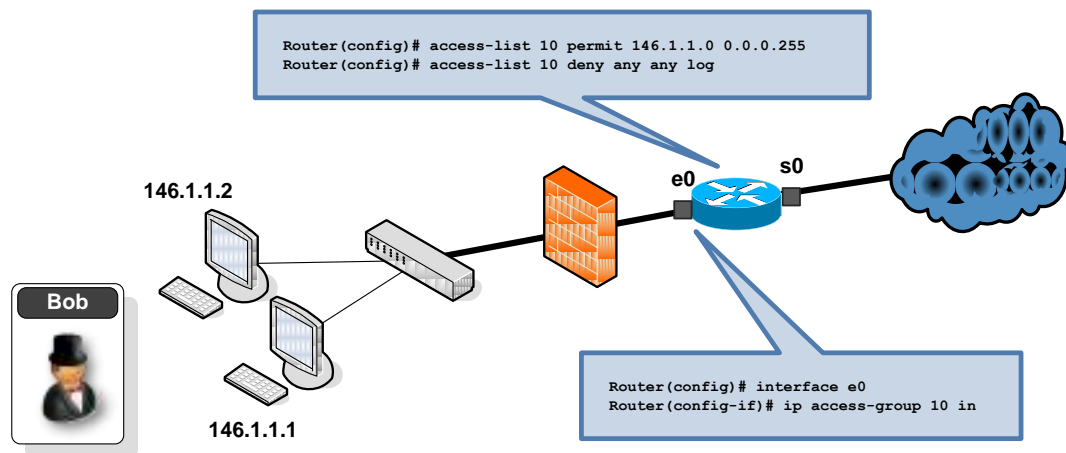 Router(config)# access-list 10 permit 146.1.1.0 0.0.0.255
Router(config)# access-list 10 deny any any log
e0
s0
146.1.1.2
Bob
146.1.1.1
Router(config)# interface e0
Router(config-if)# ip access-group 10 in